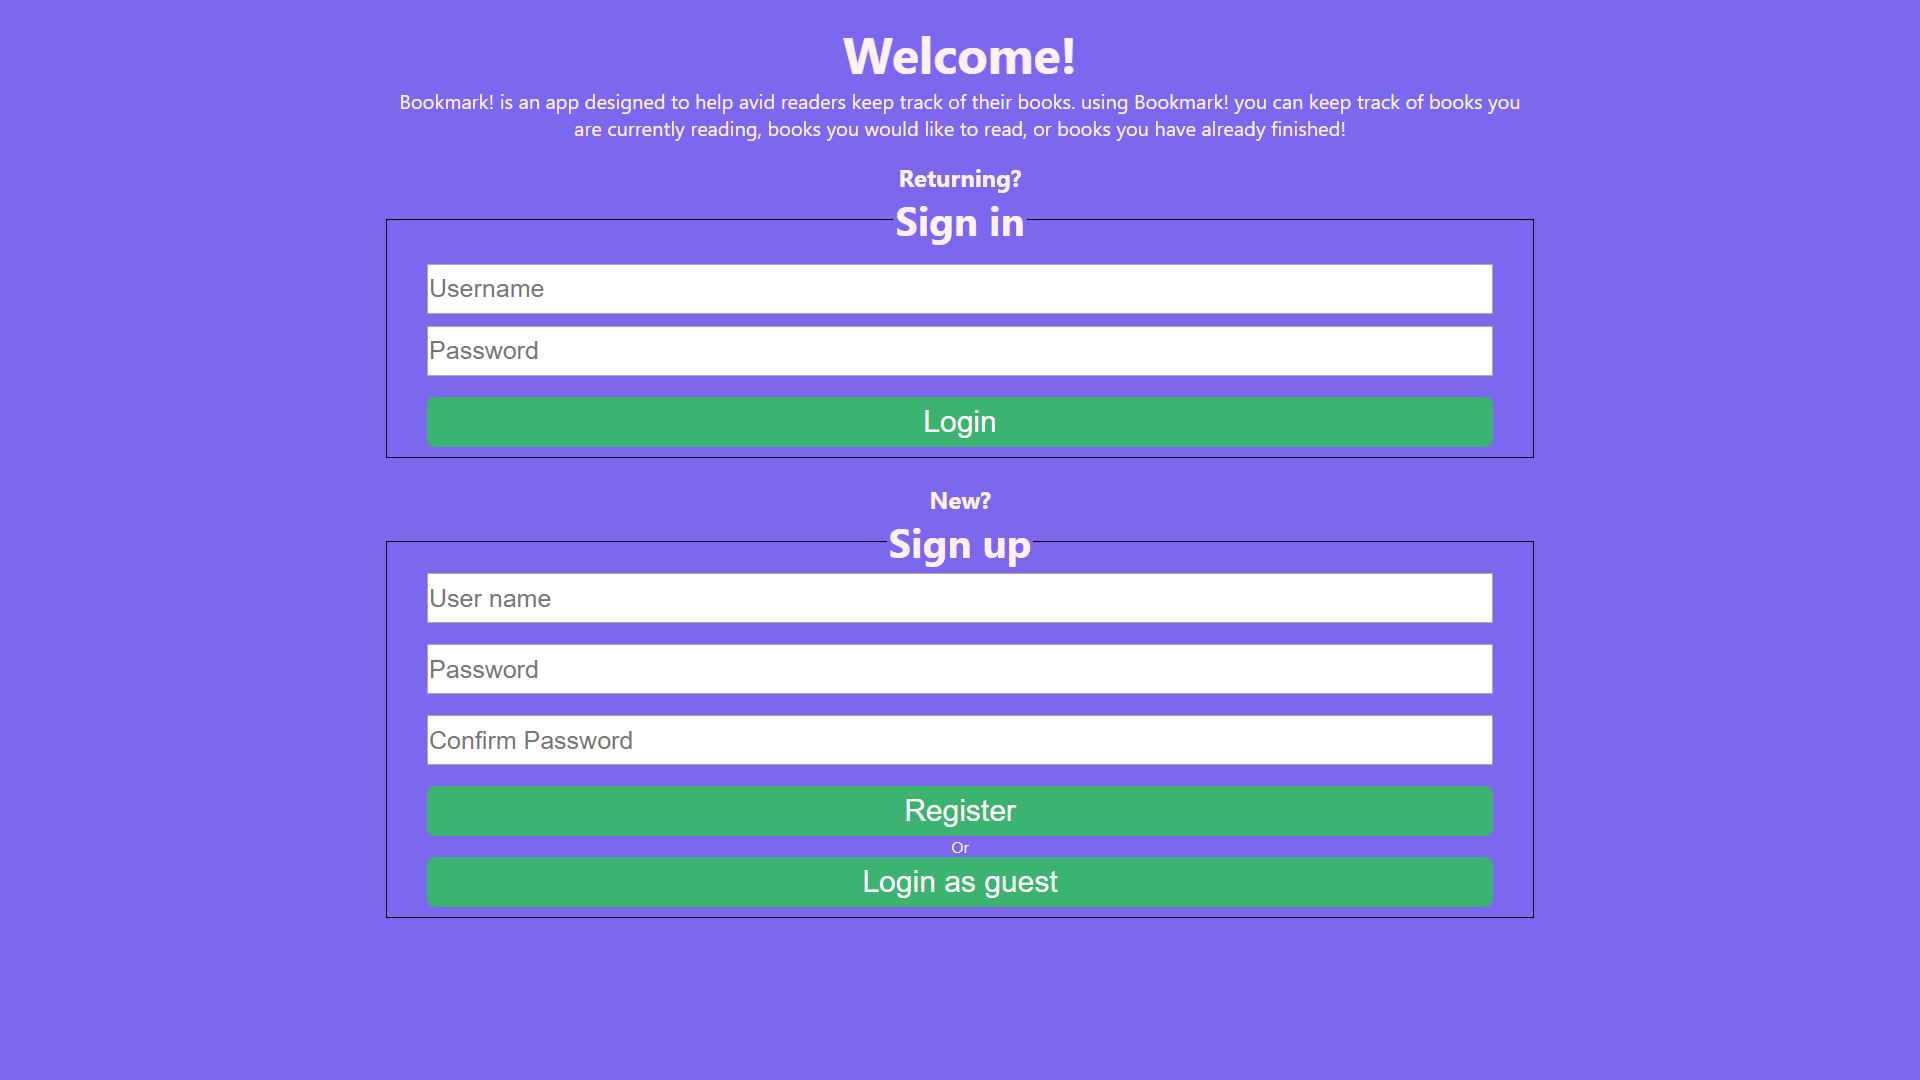 Welcome!
Bookmark! is an app designed to help avid readers keep track of their books. using Bookmark! you can keep track of books you
are currently reading, books you would like to read, or books you have already finished!
Returning?
Sign in
Username
Password
Login
New?
Sign up
User name
Password
Confirm Password
Register
Or
Login as guest